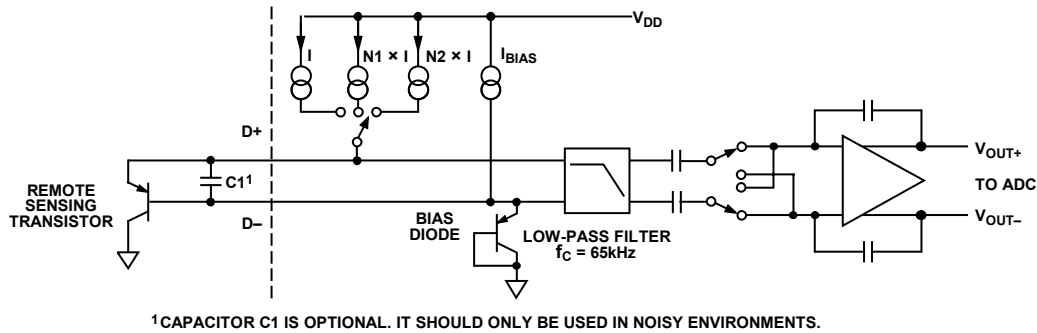 V_DD
I
N1 × I
N2 × I
I_BIAS
D+
C1¹
REMOTE
SENSING
TRANSISTOR
D–
BIAS
DIODE
LOW-PASS FILTER
f_C = 65kHz
V_OUT+
TO ADC
V_OUT–
¹CAPACITOR C1 IS OPTIONAL. IT SHOULD ONLY BE USED IN NOISY ENVIRONMENTS.